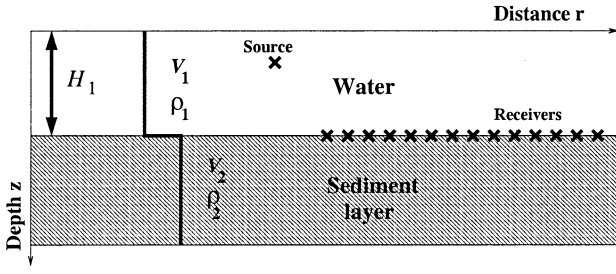 Distance r
Source
H1
V1
ρ1
Water
Receivers
V2
ρ2
Sediment
layer
Depth z